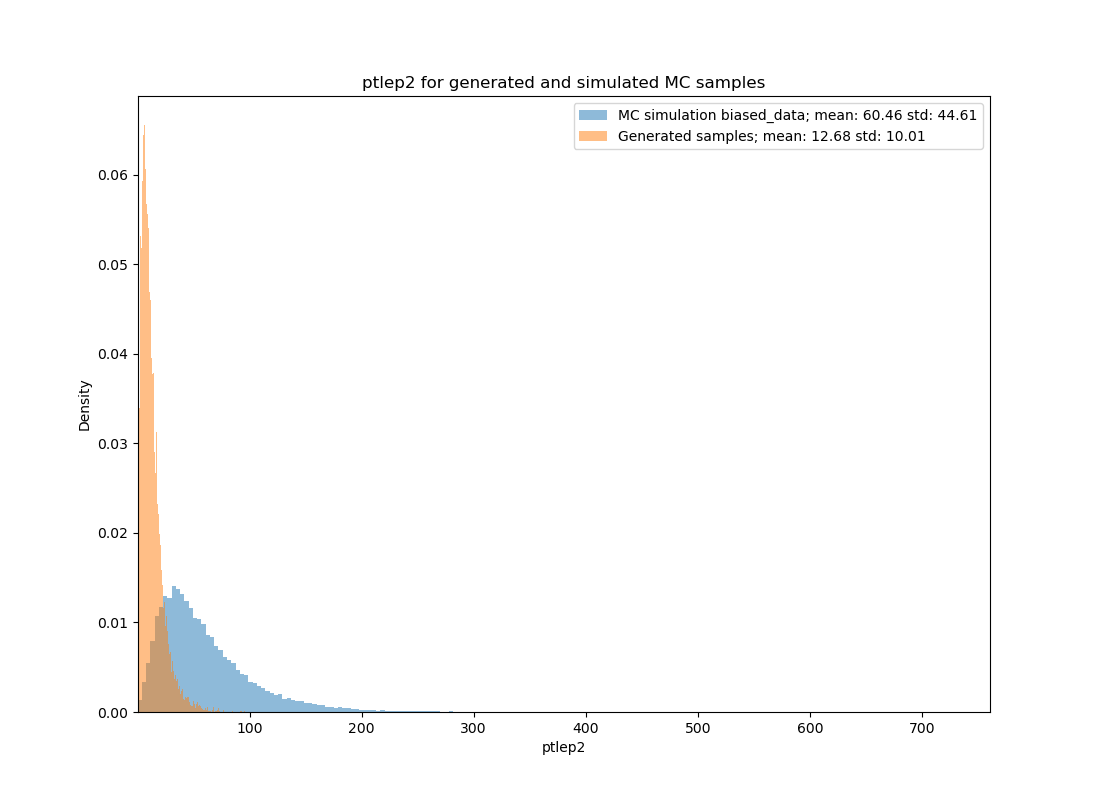 ptlep2 for generated and simulated MC samples
MC simulation biased_data; mean: 60.46 std: 44.61
Generated samples; mean: 12.68 std: 10.01
Density
0.06
0.05
0.04
0.03
0.02
0.01
0.00
100 200 300 400 500 600 700
ptlep2